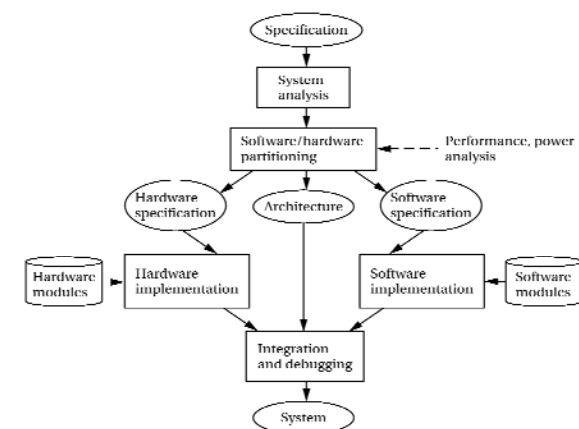 Specification
System
analysis
Software/hardware
partitioning
Performance, power
analysis
Hardware
specification
Architecture
Software
specification
Hardware
modules
Hardware
implementation
Software
implementation
Software
modules
Integration
and debugging
System